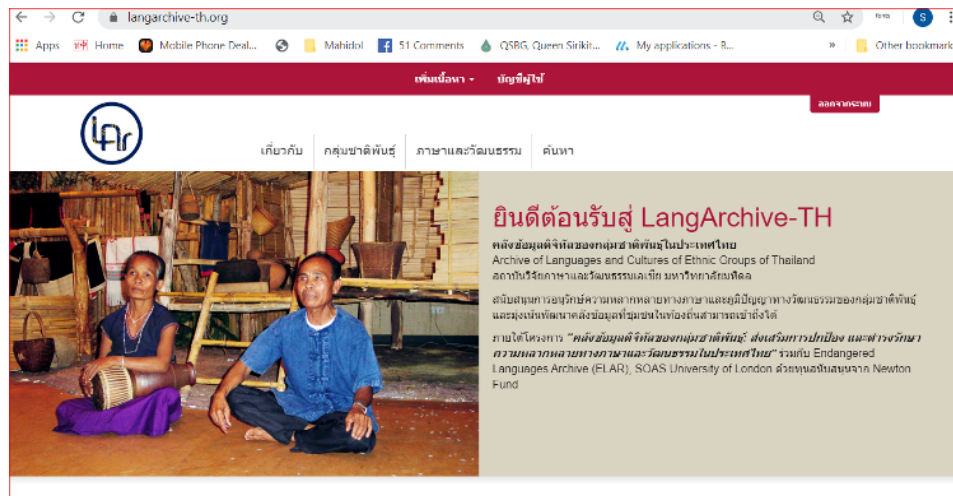 langarchive-th.org
Apps Home Mobile Phone Deal... Mahidol 51 Comments QSBG, Queen Sirikit... My applications - B... » Other bookmark
เพิ่มเนื้อหา บัญชีผู้ใช้
ออกจากระบบ
LAr
เกี่ยวกับ กลุ่มชาติพันธุ์ ภาษาและวัฒนธรรม ค้นหา
ยินดีต้อนรับสู่ LangArchive-TH
คลังข้อมูลดิจิทัลของกลุ่มชาติพันธุ์ในประเทศไทย
Archive of Languages and Cultures of Ethnic Groups of Thailand
สถาบันวิจัยภาษาและวัฒนธรรมเอเชีย มหาวิทยาลัยมหิดล
สนับสนุนการอนุรักษ์ความหลากหลายทางภาษาและภูมิปัญญาทางวัฒนธรรมของกลุ่มชาติพันธุ์
และมุ่งเน้นพัฒนาคลังข้อมูลที่ชุมชนในท้องถิ่นสามารถเข้าถึงได้
ภายใต้โครงการ "คลังข้อมูลดิจิทัลของกลุ่มชาติพันธุ์: ส่งเสริมการปกป้อง และดำรงรักษา
ความหลากหลายทางภาษาและวัฒนธรรมในประเทศไทย" ร่วมกับ Endangered
Languages Archive (ELAR), SOAS University of London ด้วยทุนสนับสนุนจาก Newton
Fund